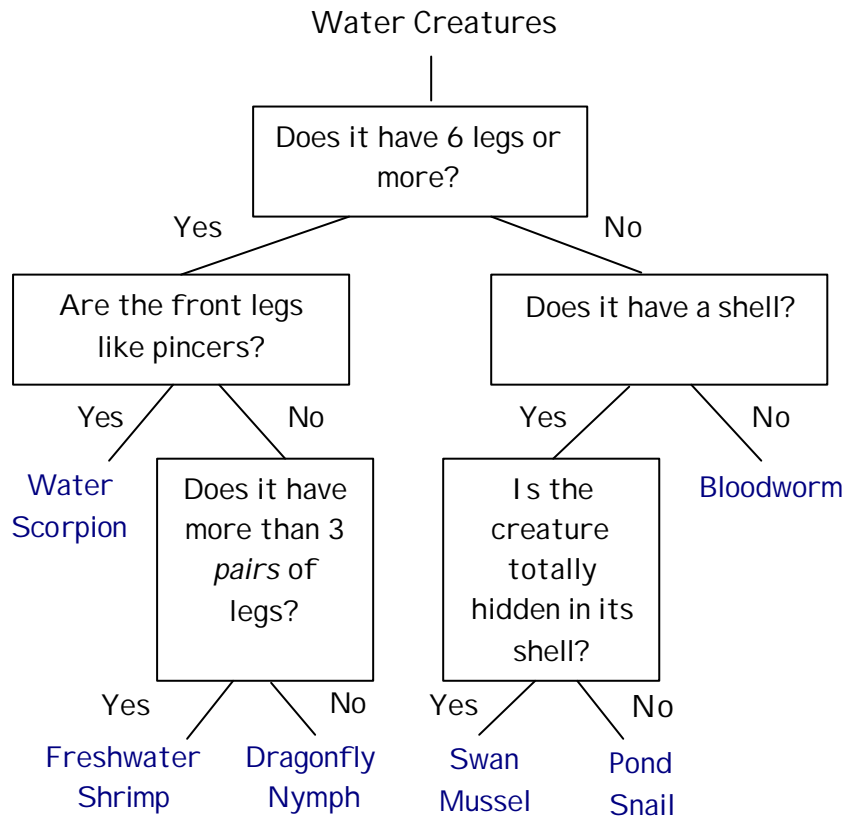 Water Creatures
Does it have 6 legs or
more?
Yes
No
Are the front legs
like pincers?
Does it have a shell?
Yes
No
Yes
No
Water
Scorpion
Does it have
more than 3
pairs of
legs?
Is the
creature
totally
hidden in its
shell?
Bloodworm
Yes
No
Yes
No
Freshwater
Shrimp
Dragonfly
Nymph
Swan
Mussel
Pond
Snail